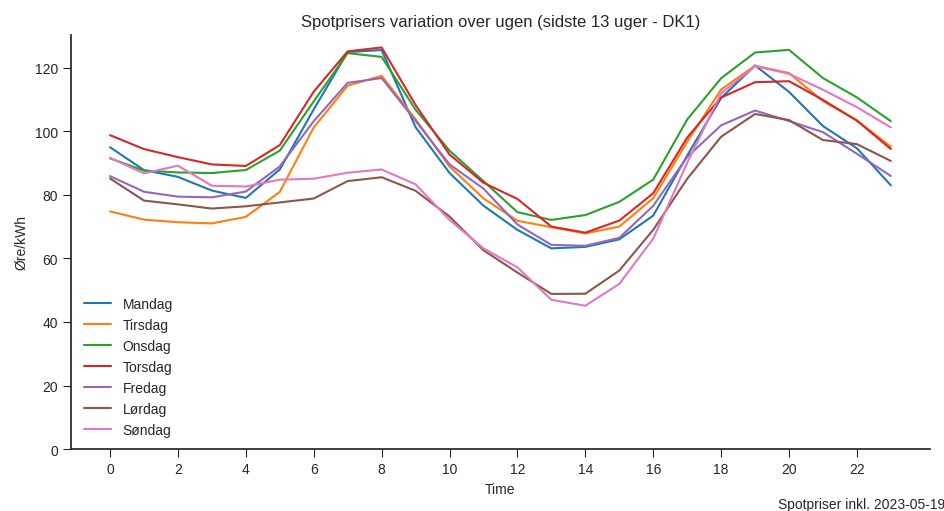 Spotprisers variation over ugen (sidste 13 uger - DK1)
Øre/kWh
120
100
80
60
40
20
0
Mandag
Tirsdag
Onsdag
Torsdag
Fredag
Lørdag
Søndag
0 2 4 6 8 10 12 14 16 18 20 22
Time
Spotpriser inkl. 2023-05-19